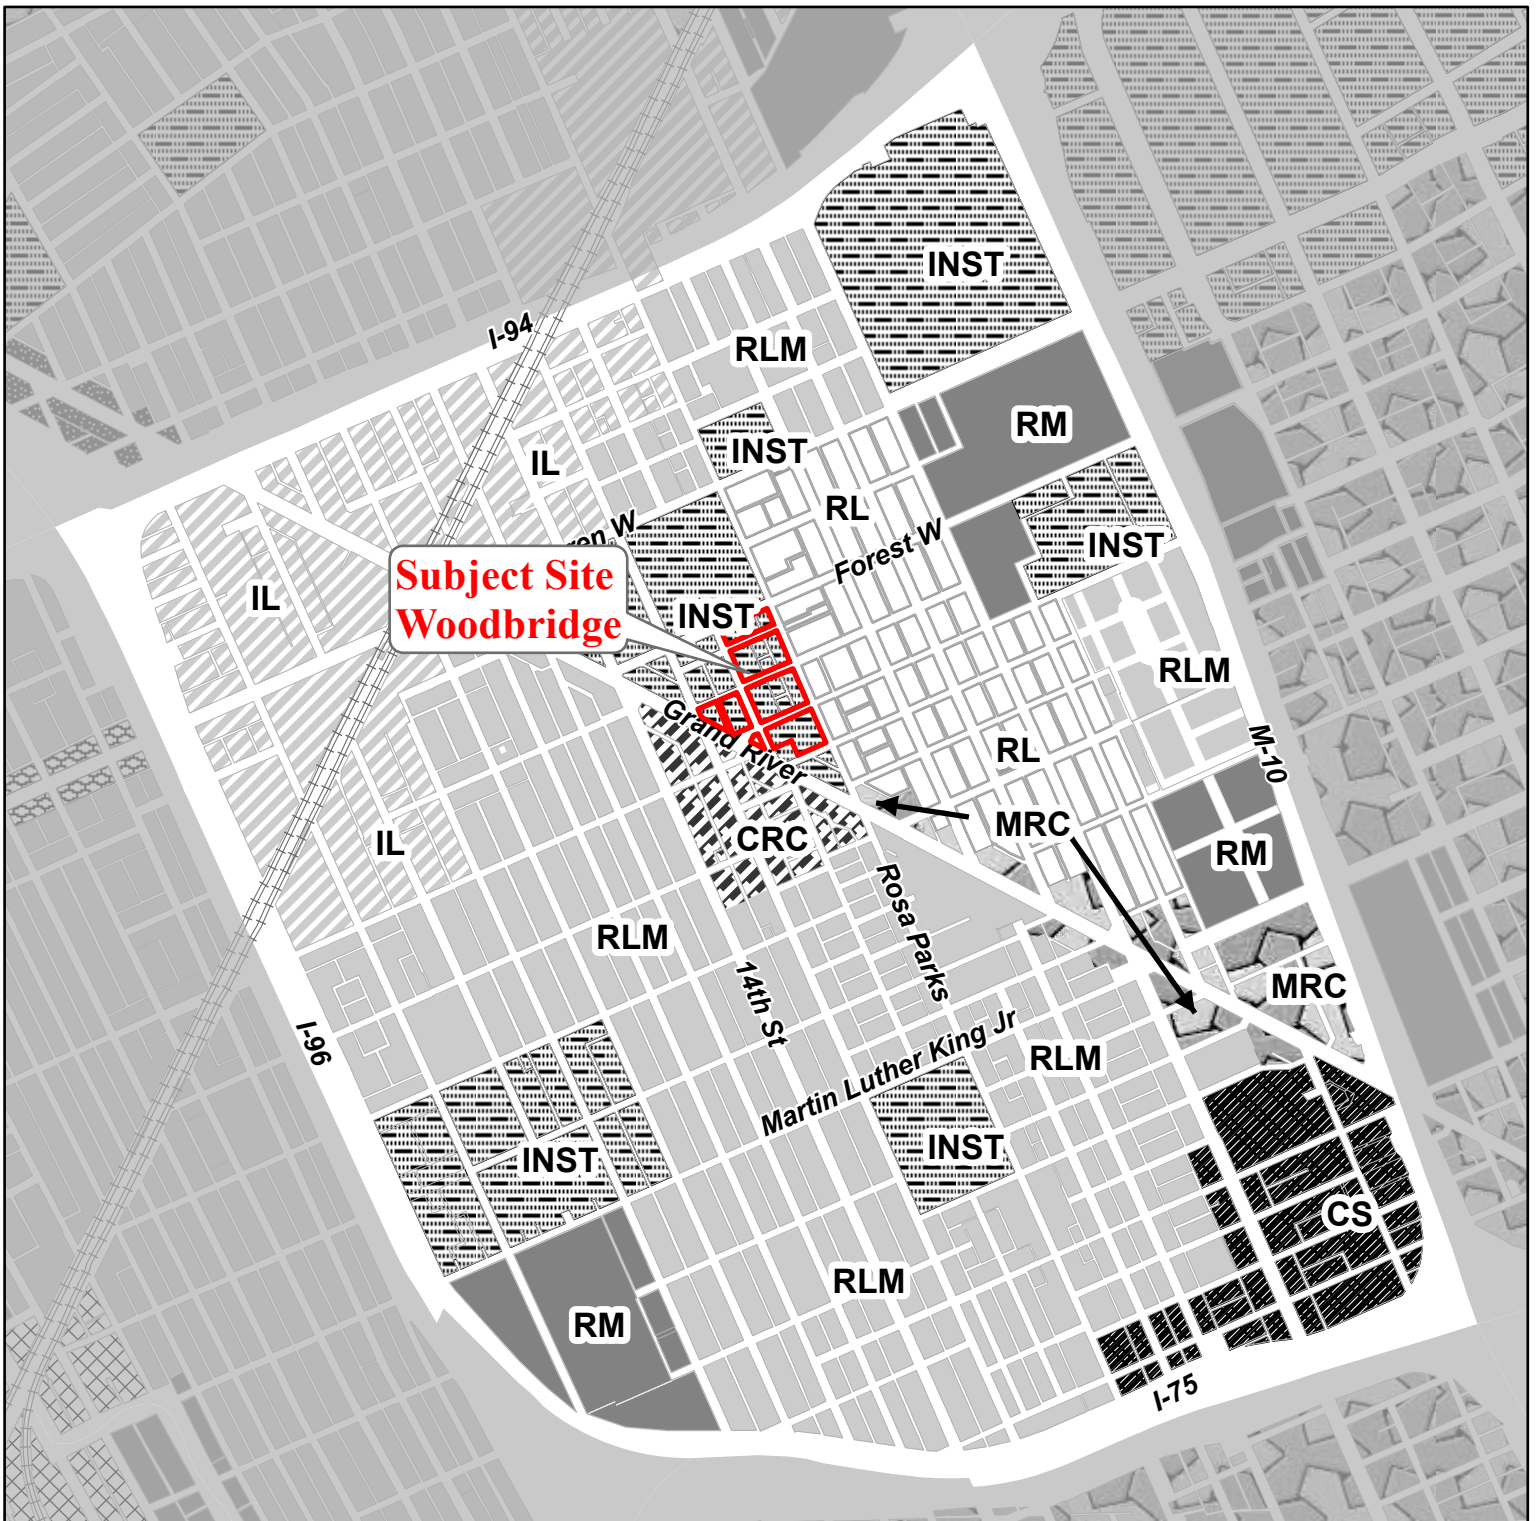 INST
I-94
RLM
RM
INST
IL
RL
Forest W
INST
Subject Site
Woodbridge
IL
INST
RLM
Grand River
RL
M-10
MRC
CRC
IL
RM
Rosa Parks
RLM
14th St
MRC
I-96
Martin Luther King Jr
RLM
INST
INST
CS
RLM
RM
I-75